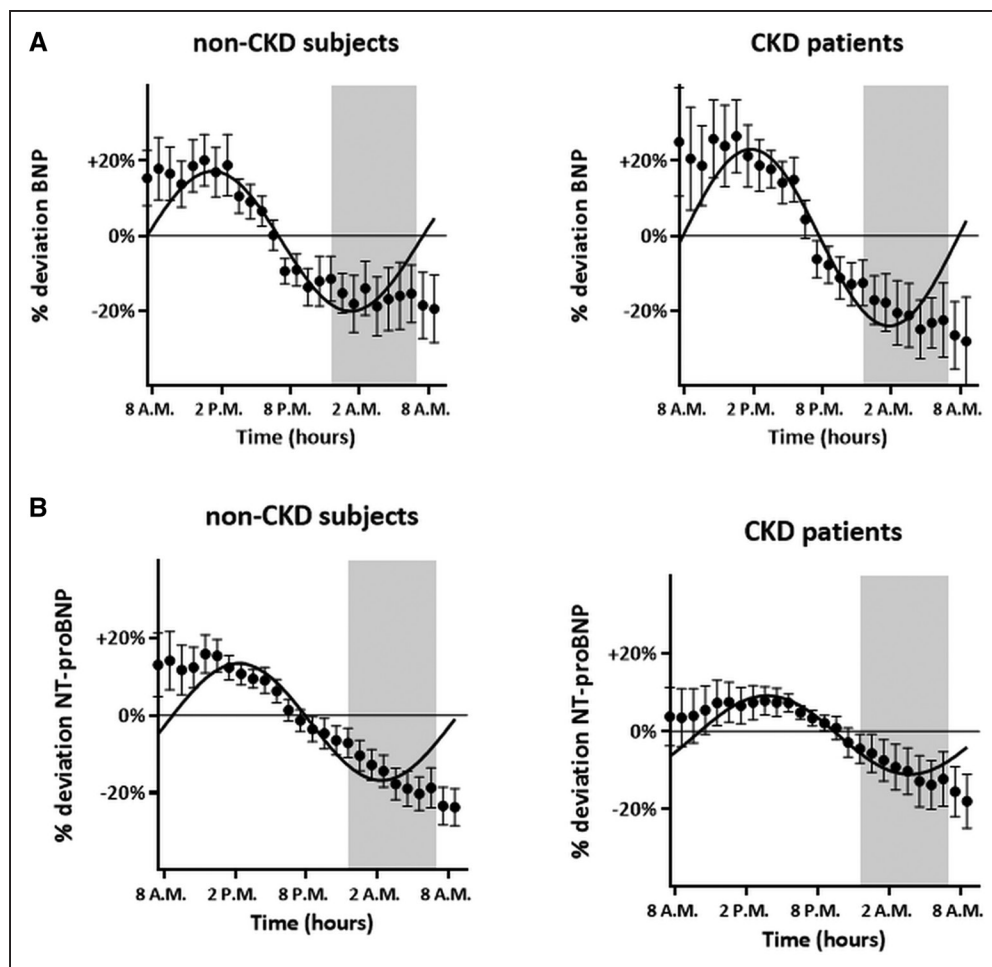 A
non-CKD subjects
CKD patients
% deviation BNP
+20%
0%
-20%
8 A.M. 2 P.M. 8 P.M. 2 A.M. 8 A.M.
Time (hours)
% deviation BNP
+20%
0%
-20%
8 A.M. 2 P.M. 8 P.M. 2 A.M. 8 A.M.
Time (hours)
B
non-CKD subjects
CKD patients
% deviation NT-proBNP
+20%
0%
-20%
8 A.M. 2 P.M. 8 P.M. 2 A.M. 8 A.M.
Time (hours)
% deviation NT-proBNP
+20%
0%
-20%
8 A.M. 2 P.M. 8 P.M. 2 A.M. 8 A.M.
Time (hours)